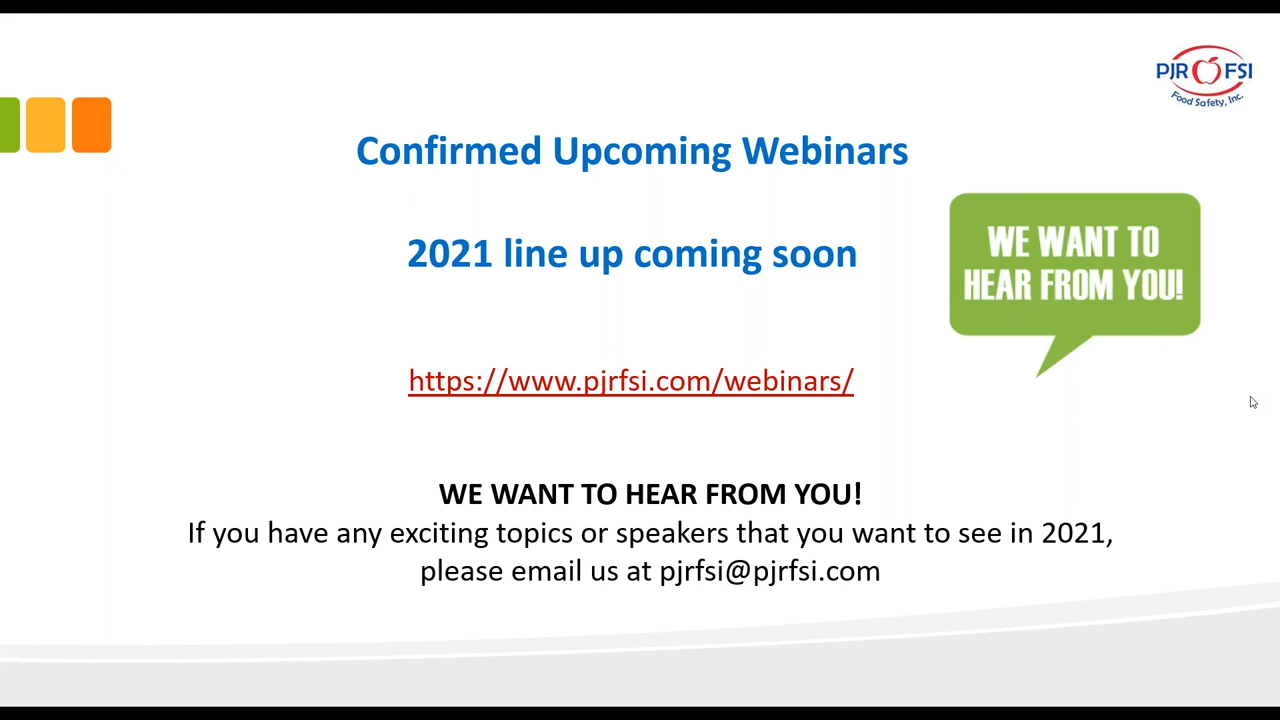 PJR FSI
Food Safety, Inc.
Confirmed Upcoming Webinars
2021 line up coming soon
WE WANT TO
HEAR FROM YOU!
https://www.pjrfsi.com/webinars/
WE WANT TO HEAR FROM YOU!
If you have any exciting topics or speakers that you want to see in 2021,
please email us at pjrfsi@pjrfsi.com